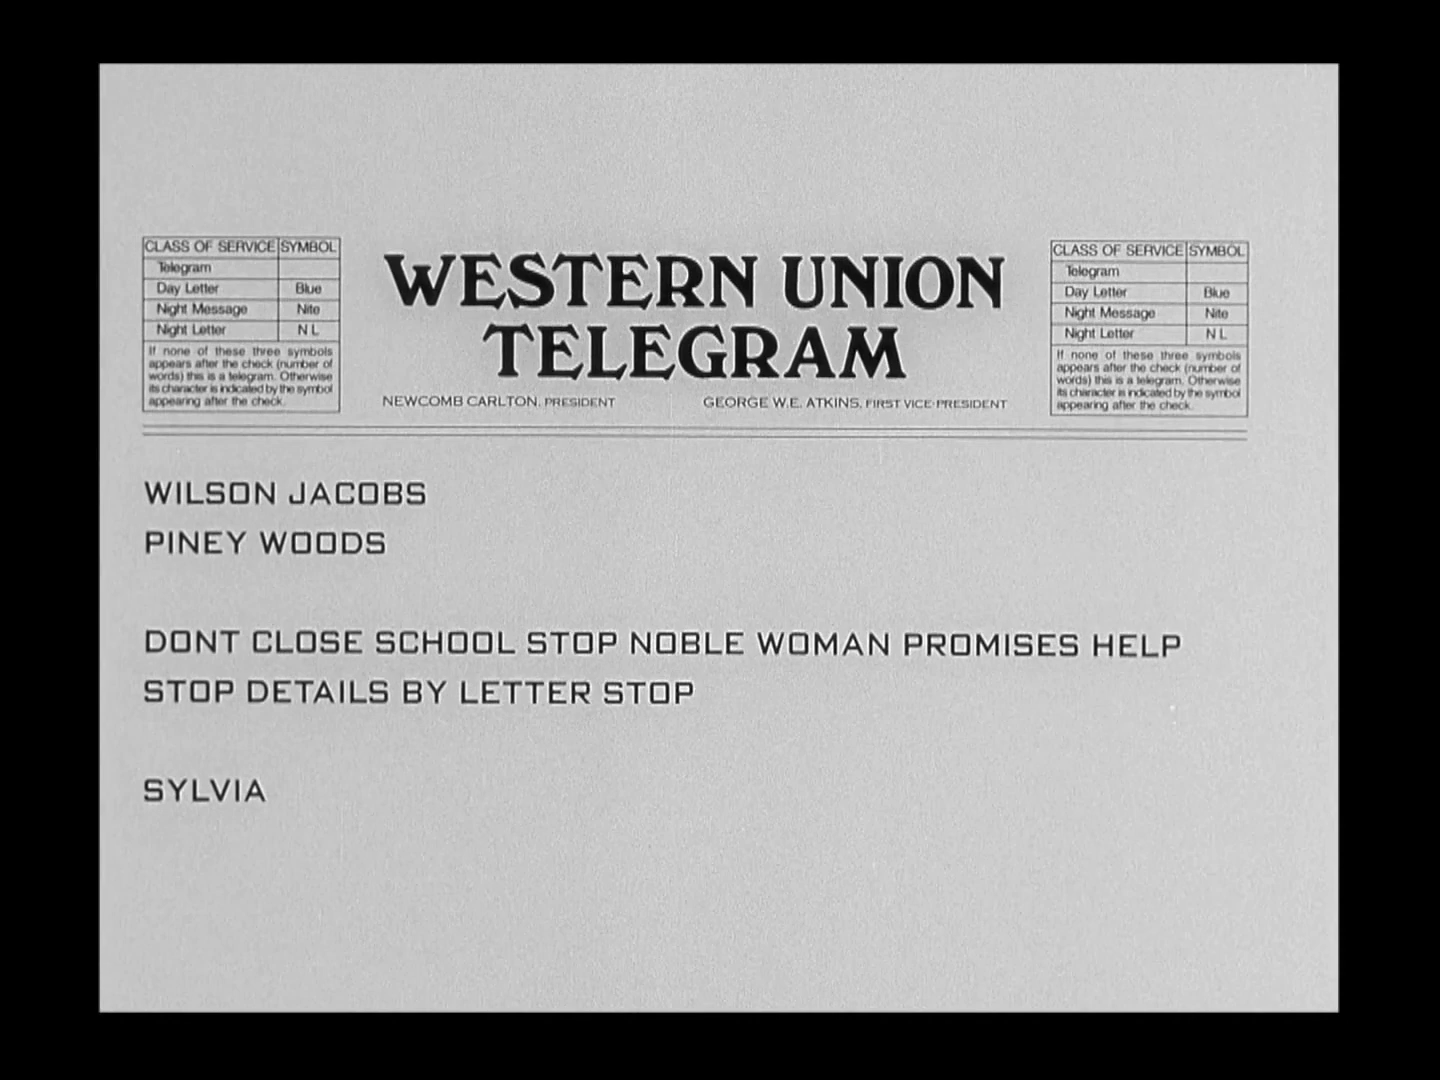 CLASS OF SERVICE SYMBOL
Telegram
Day Letter Blue
Night Message Nite
Night Letter N L
If none of these three symbols
appears after the check (number of
words) this is a telegram. Otherwise
its character is indicated by the symbol
appearing after the check.
WESTERN UNION
TELEGRAM
NEWCOMB CARLTON, PRESIDENT GEORGE W.E. ATKINS, FIRST VICE-PRESIDENT
CLASS OF SERVICE SYMBOL
Telegram
Day Letter Blue
Night Message Nite
Night Letter N L
If none of these three symbols
appears after the check (number of
words) this is a telegram. Otherwise
its character is indicated by the symbol
appearing after the check.
WILSON JACOBS
PINEY WOODS
DONT CLOSE SCHOOL STOP NOBLE WOMAN PROMISES HELP
STOP DETAILS BY LETTER STOP
SYLVIA